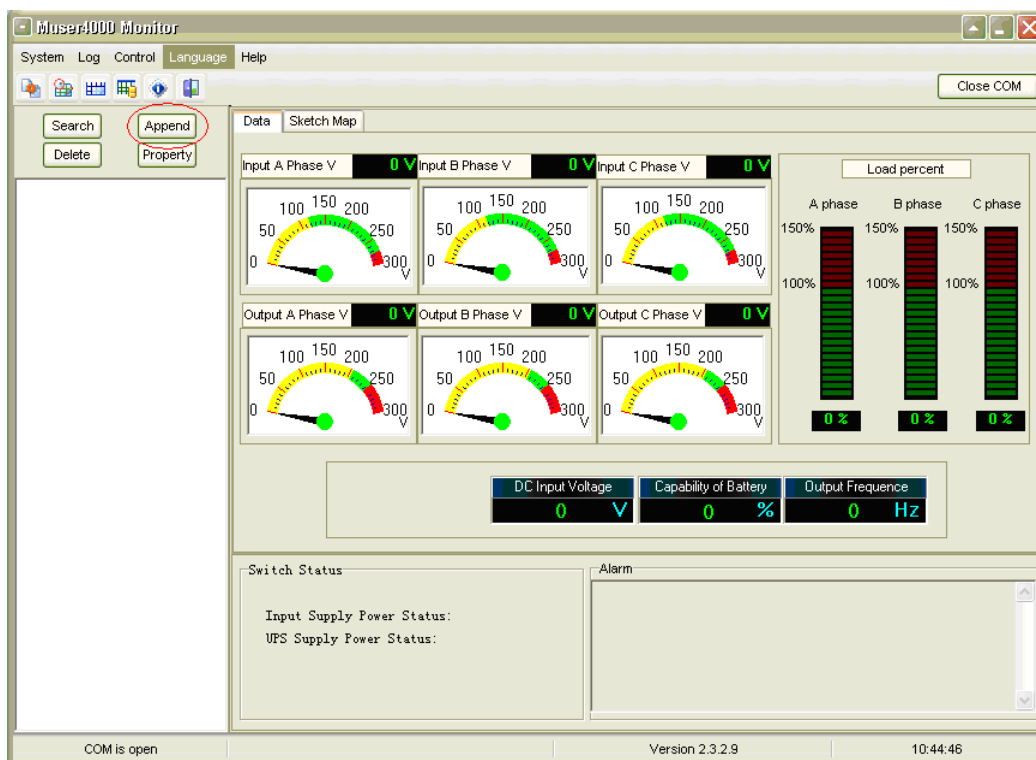 Muser4000 Monitor
System Log Control Language Help
Close COM
Search Append
Delete Property
Data Sketch Map
Input A Phase V 0 V Input B Phase V 0 V Input C Phase V 0 V
0 50 100 150 200 250 300 V
0 50 100 150 200 250 300 V
0 50 100 150 200 250 300 V
Output A Phase V 0 V Output B Phase V 0 V Output C Phase V 0 V
0 50 100 150 200 250 300 V
0 50 100 150 200 250 300 V
0 50 100 150 200 250 300 V
Load percent
A phase B phase C phase
150% 150% 150%
100% 100% 100%
0 % 0 % 0 %
DC Input Voltage Capability of Battery Output Frequence
0 V 0 % 0 Hz
Switch Status
Input Supply Power Status:
UPS Supply Power Status:
Alarm
COM is open Version 2.3.2.9 10:44:46